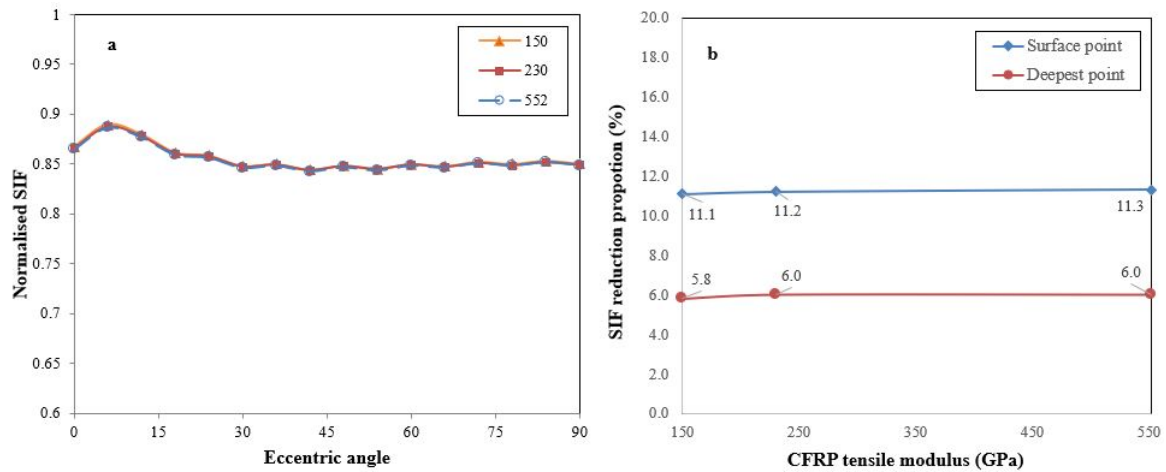 a
150
230
552
1
0.95
0.9
0.85
0.8
0.75
0.7
0.65
0.6
Normalised SIF
0 15 30 45 60 75 90
Eccentric angle
b
Surface point
Deepest point
20.0
18.0
16.0
14.0
12.0
10.0
8.0
6.0
4.0
2.0
0.0
SIF reduction propotion (%)
11.1 11.2 11.3
5.8 6.0 6.0
150 250 350 450 550
CFRP tensile modulus (GPa)